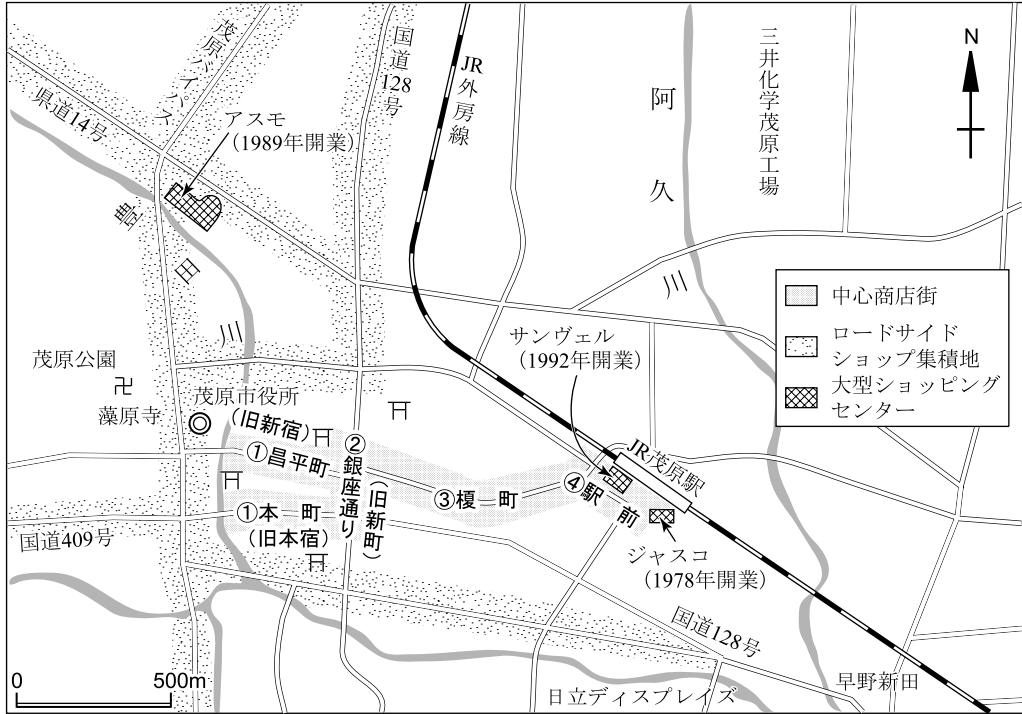 茂原バイパス
国道128号
JR外房線
阿久川
三井化学茂原工場
N
県道14号
アスモ
(1989年開業)
豊田川
中心商店街
ロードサイド
ショップ集積地
大型ショッピング
センター
サンヴェル
(1992年開業)
茂原公園
卍
藻原寺
茂原市役所
(旧新宿)
①昌平町
②銀座通り
(旧新町)
③榎町
④駅前
JR茂原駅
①本町
(旧本宿)
国道409号
ジャスコ
(1978年開業)
国道128号
早野新田
日立ディスプレイズ
0 500m